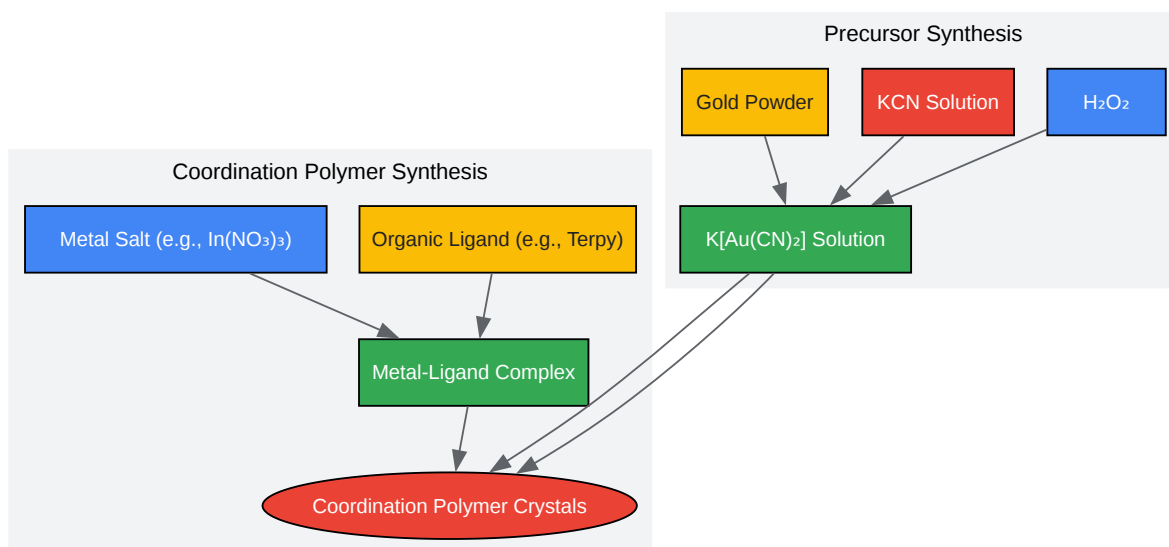 Precursor Synthesis
Gold Powder
KCN Solution
H₂O₂
K[Au(CN)₂] Solution
Coordination Polymer Synthesis
Metal Salt (e.g., In(NO₃)₃)
Organic Ligand (e.g., Terpy)
Metal-Ligand Complex
Coordination Polymer Crystals